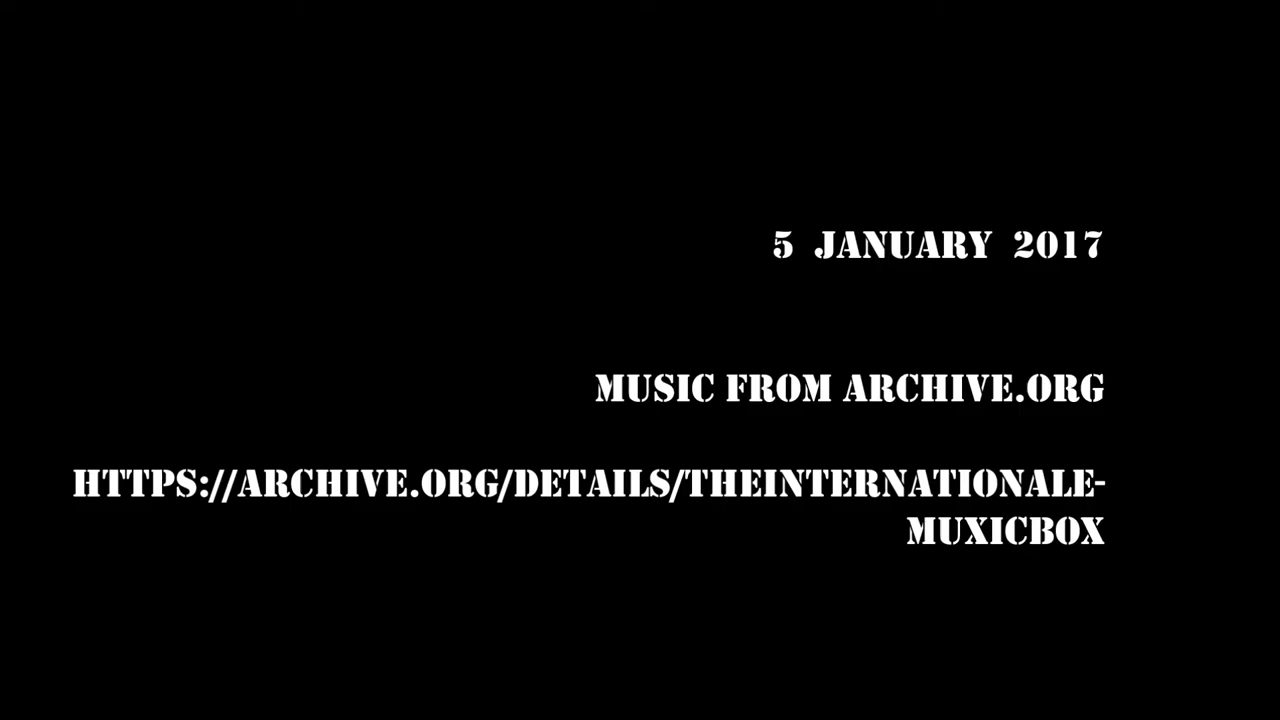 5 JANUARY 2017
MUSIC FROM ARCHIVE.ORG
HTTPS://ARCHIVE.ORG/DETAILS/THEINTERNATIONALE-
MUXICBOX